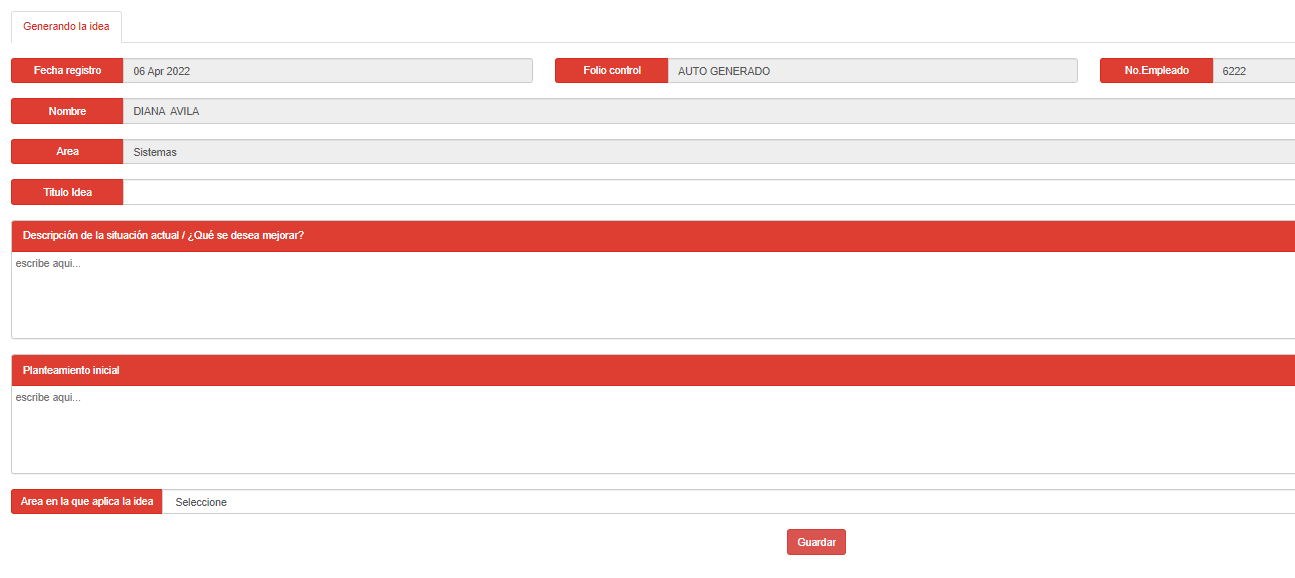 Generando la idea
Fecha registro 06 Apr 2022 Folio control AUTO GENERADO No.Empleado 6222
Nombre DIANA AVILA
Area Sistemas
Titulo Idea
Descripción de la situación actual / ¿Qué se desea mejorar?
escribe aqui...
Planteamiento inicial
escribe aqui...
Area en la que aplica la idea Seleccione
Guardar